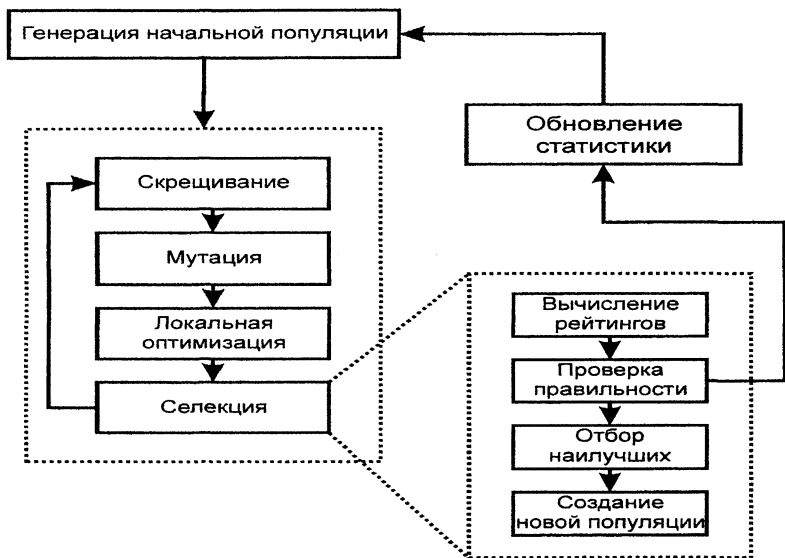 Генерация начальной популяции
Обновление
статистики
Скрещивание
Мутация
Локальная
оптимизация
Селекция
Вычисление
рейтингов
Проверка
правильности
Отбор
наилучших
Создание
новой популяции